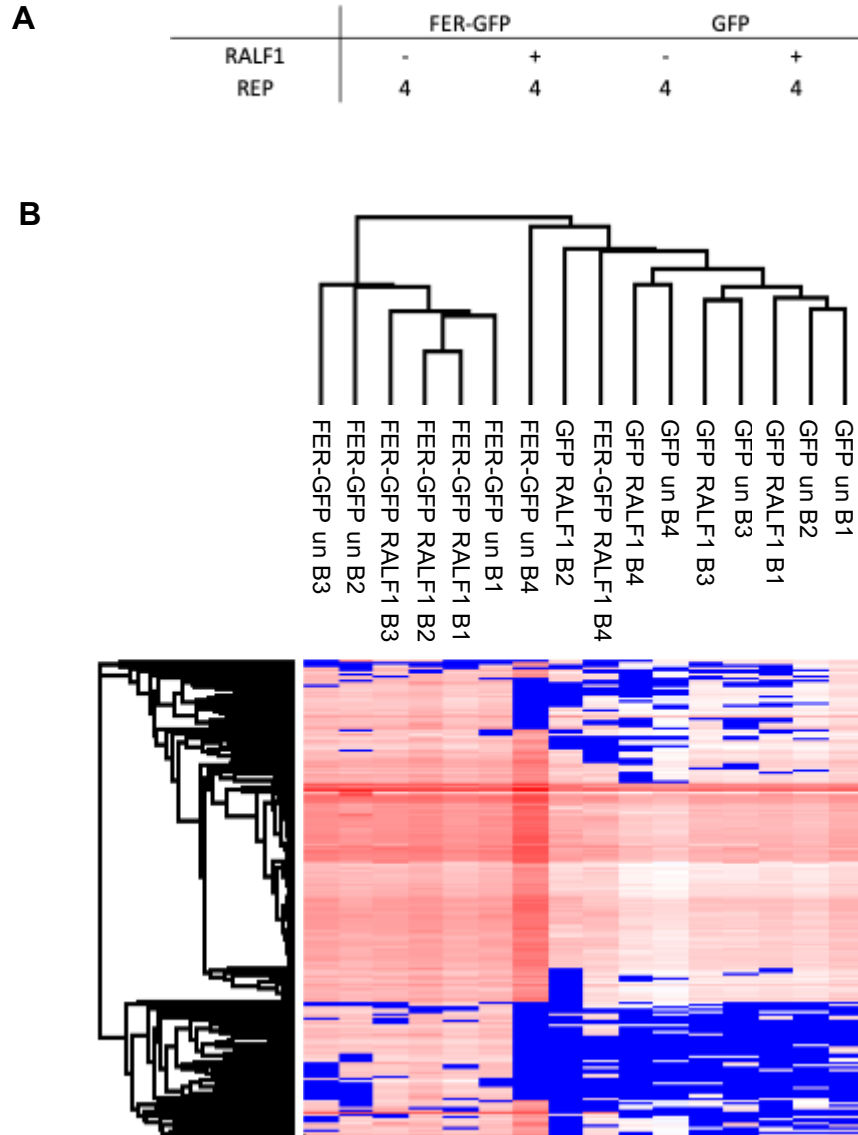 A
FER-GFP GFP
RALF1 - + - +
REP 4 4 4 4
B
FER-GFP un B3
FER-GFP un B2
FER-GFP RALF1 B3
FER-GFP RALF1 B2
FER-GFP RALF1 B1
FER-GFP un B1
FER-GFP un B4
GFP RALF1 B2
FER-GFP RALF1 B4
GFP RALF1 B4
GFP un B4
GFP RALF1 B3
GFP un B3
GFP RALF1 B1
GFP un B2
GFP un B1